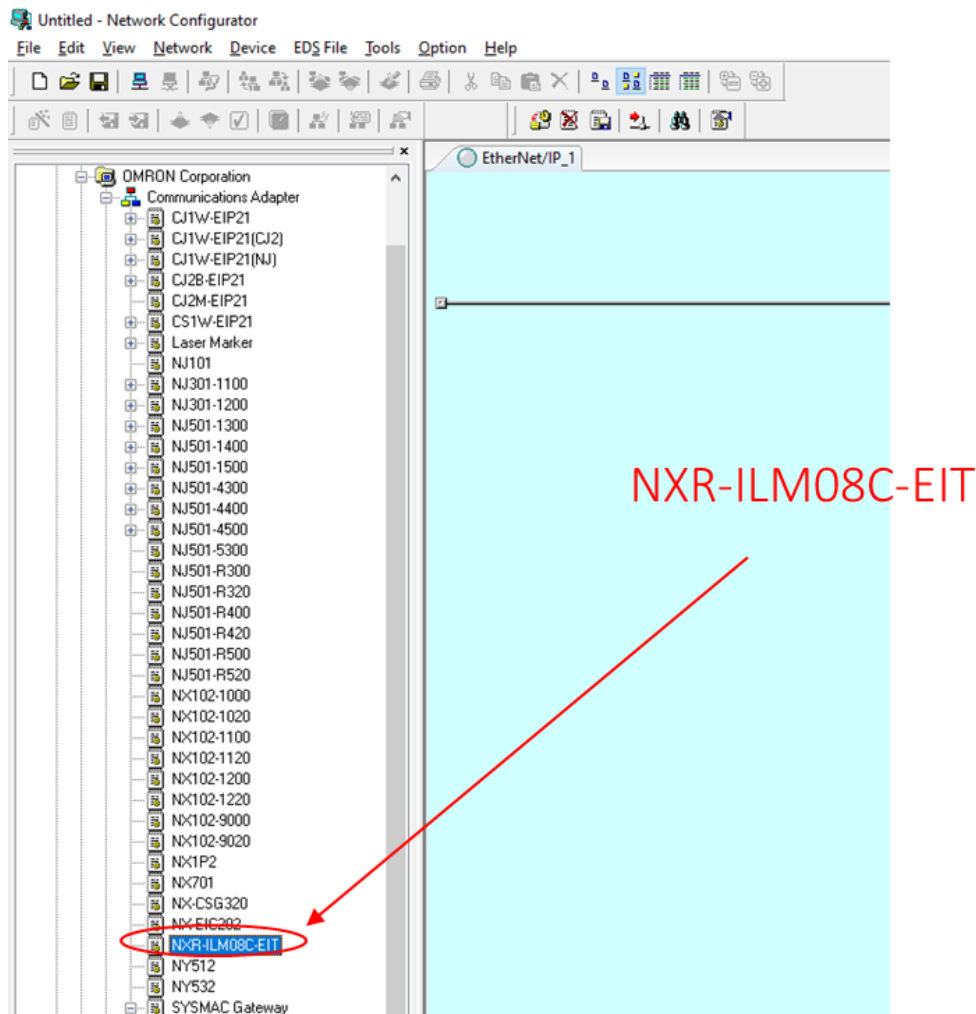 Untitled - Network Configurator
File Edit View Network Device EDS File Tools Option Help
EtherNet/IP_1
OMRON Corporation
Communications Adapter
CJ1W-EIP21
CJ1W-EIP21(CJ2)
CJ1W-EIP21(NJ)
CJ2B-EIP21
CJ2M-EIP21
CS1W-EIP21
Laser Marker
NJ101
NJ301-1100
NJ301-1200
NJ501-1300
NJ501-1400
NJ501-1500
NJ501-4300
NJ501-4400
NJ501-4500
NJ501-5300
NJ501-R300
NJ501-R320
NJ501-R400
NJ501-R420
NJ501-R500
NJ501-R520
NX102-1000
NX102-1020
NX102-1100
NX102-1120
NX102-1200
NX102-1220
NX102-9000
NX102-9020
NX1P2
NX701
NX-CSG320
NX-EIC202
NXR-ILM08C-EIT
NY512
NY532
SYSMAC Gateway
NXR-ILM08C-EIT